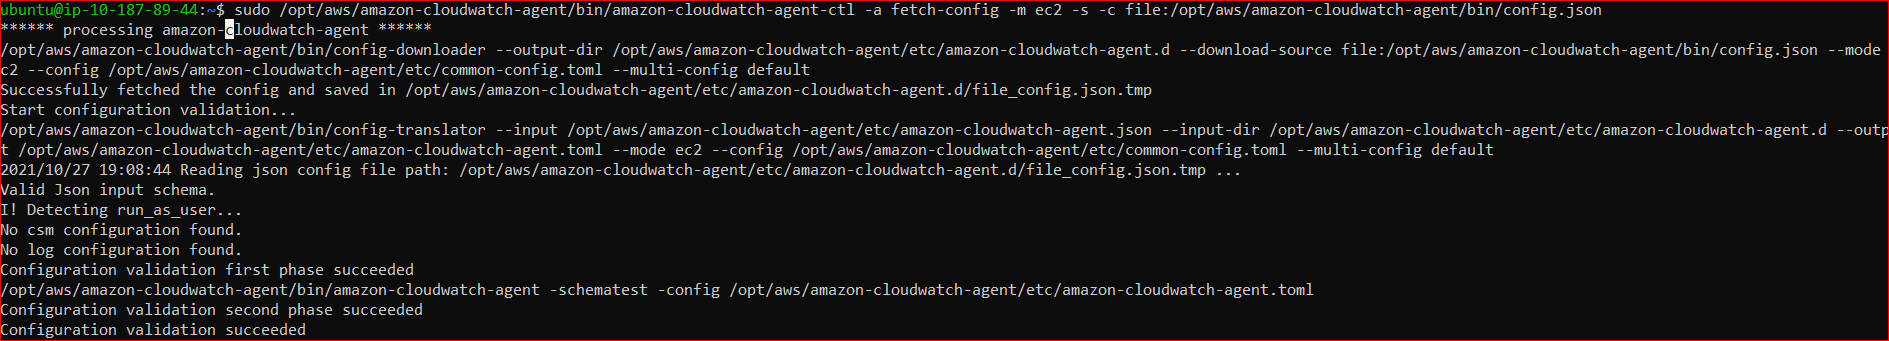 ubuntu@ip-10-187-89-44:~$ sudo /opt/aws/amazon-cloudwatch-agent/bin/amazon-cloudwatch-agent-ctl -a fetch-config -m ec2 -s -c file:/opt/aws/amazon-cloudwatch-agent/bin/config.json
****** processing amazon-cloudwatch-agent ******
/opt/aws/amazon-cloudwatch-agent/bin/config-downloader --output-dir /opt/aws/amazon-cloudwatch-agent/etc/amazon-cloudwatch-agent.d --download-source file:/opt/aws/amazon-cloudwatch-agent/bin/config.json --mode
c2 --config /opt/aws/amazon-cloudwatch-agent/etc/common-config.toml --multi-config default
Successfully fetched the config and saved in /opt/aws/amazon-cloudwatch-agent/etc/amazon-cloudwatch-agent.d/file_config.json.tmp
Start configuration validation...
/opt/aws/amazon-cloudwatch-agent/bin/config-translator --input /opt/aws/amazon-cloudwatch-agent/etc/amazon-cloudwatch-agent.json --input-dir /opt/aws/amazon-cloudwatch-agent/etc/amazon-cloudwatch-agent.d --outp
t /opt/aws/amazon-cloudwatch-agent/etc/amazon-cloudwatch-agent.toml --mode ec2 --config /opt/aws/amazon-cloudwatch-agent/etc/common-config.toml --multi-config default
2021/10/27 19:08:44 Reading json config file path: /opt/aws/amazon-cloudwatch-agent/etc/amazon-cloudwatch-agent.d/file_config.json.tmp ...
Valid Json input schema.
I! Detecting run_as_user...
No csm configuration found.
No log configuration found.
Configuration validation first phase succeeded
/opt/aws/amazon-cloudwatch-agent/bin/amazon-cloudwatch-agent -schematest -config /opt/aws/amazon-cloudwatch-agent/etc/amazon-cloudwatch-agent.toml
Configuration validation second phase succeeded
Configuration validation succeeded